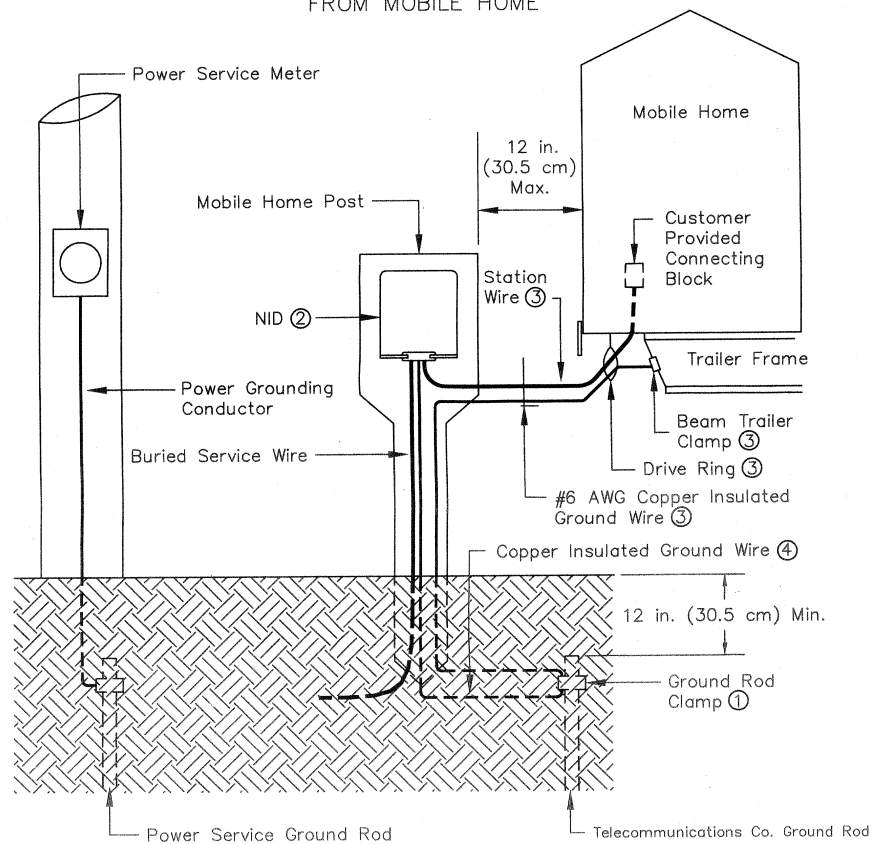 FROM MOBILE HOME
Power Service Meter
Mobile Home
12 in.
(30.5 cm)
Max.
Mobile Home Post
Customer
Provided
Connecting
Block
Station
Wire ③
NID ②
Trailer Frame
Power Grounding
Conductor
Beam Trailer
Clamp ③
Buried Service Wire
Drive Ring ③
#6 AWG Copper Insulated
Ground Wire ③
Copper Insulated Ground Wire ④
12 in. (30.5 cm) Min.
Ground Rod
Clamp ①
Power Service Ground Rod
Telecommunications Co. Ground Rod